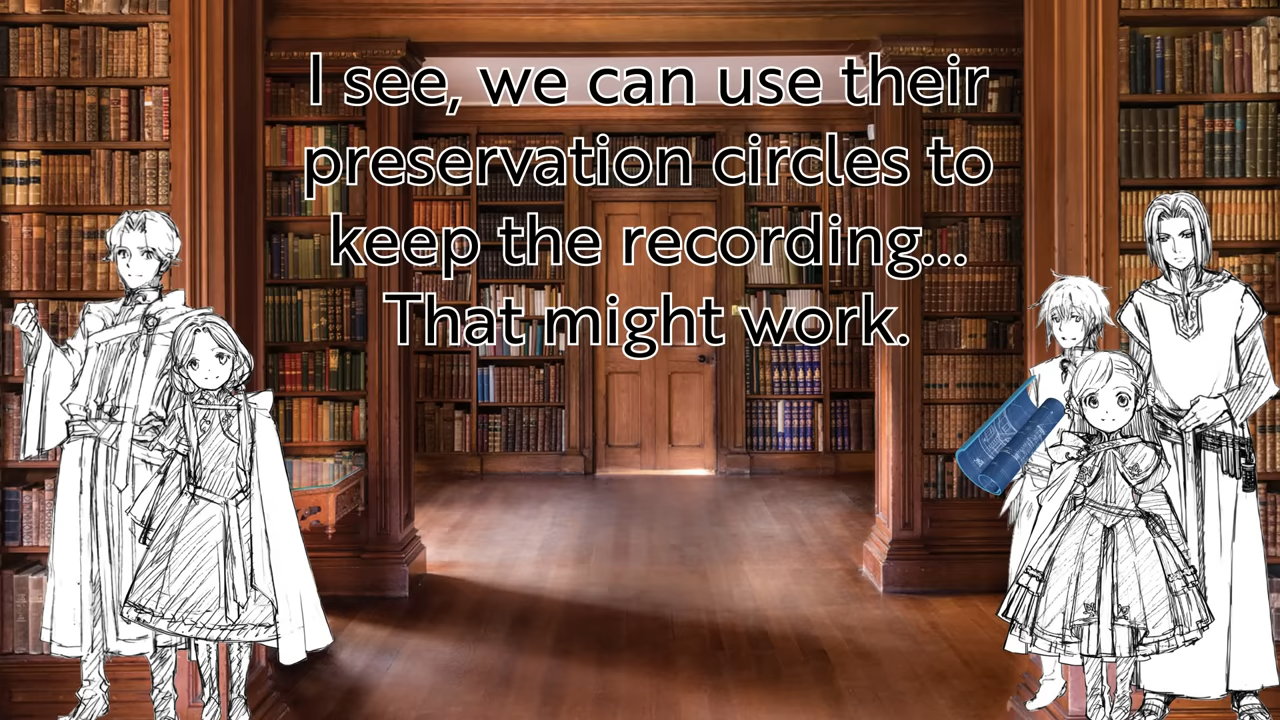 I see, we can use their
preservation circles to
keep the recording...
That might work.